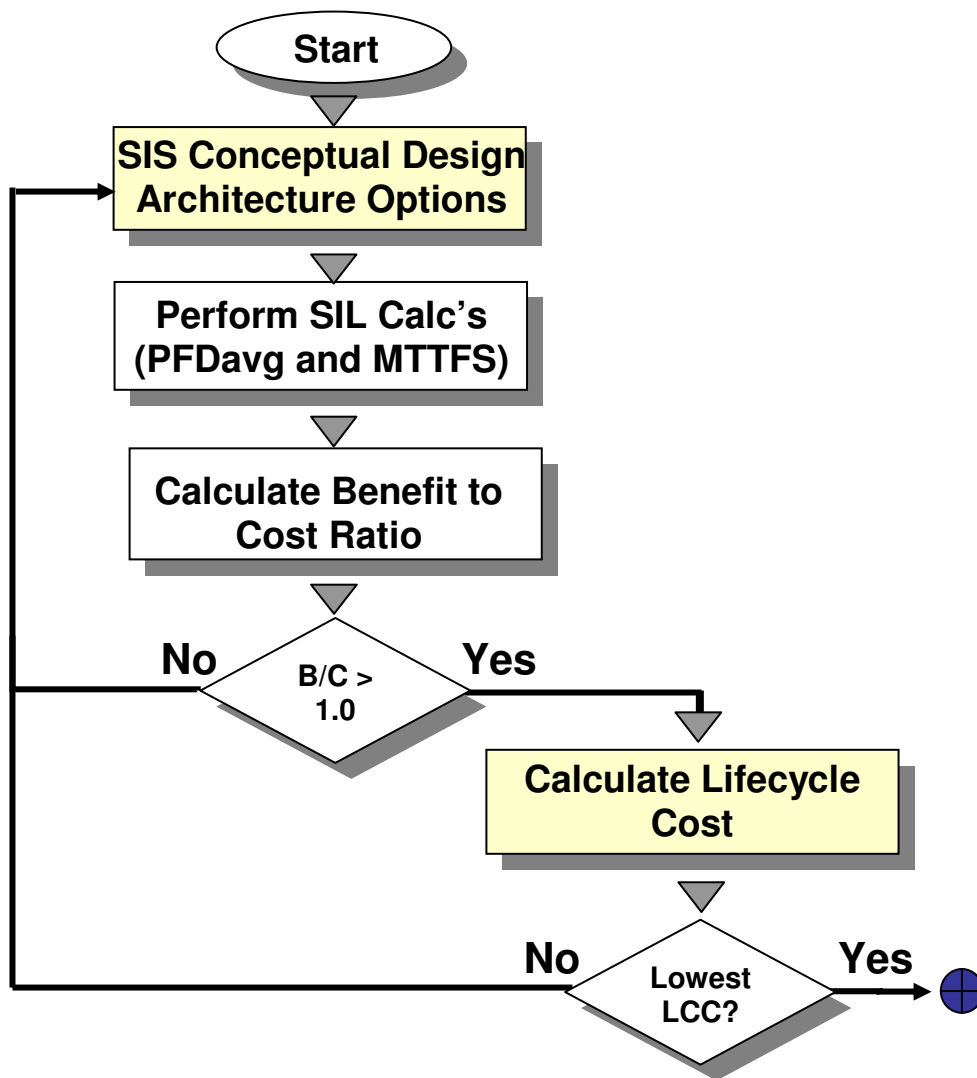 Start
SIS Conceptual Design
Architecture Options
Perform SIL Calc’s
(PFDavg and MTTFS)
Calculate Benefit to
Cost Ratio
No
Yes
B/C >
1.0
Calculate Lifecycle
Cost
No
Yes
Lowest
LCC?